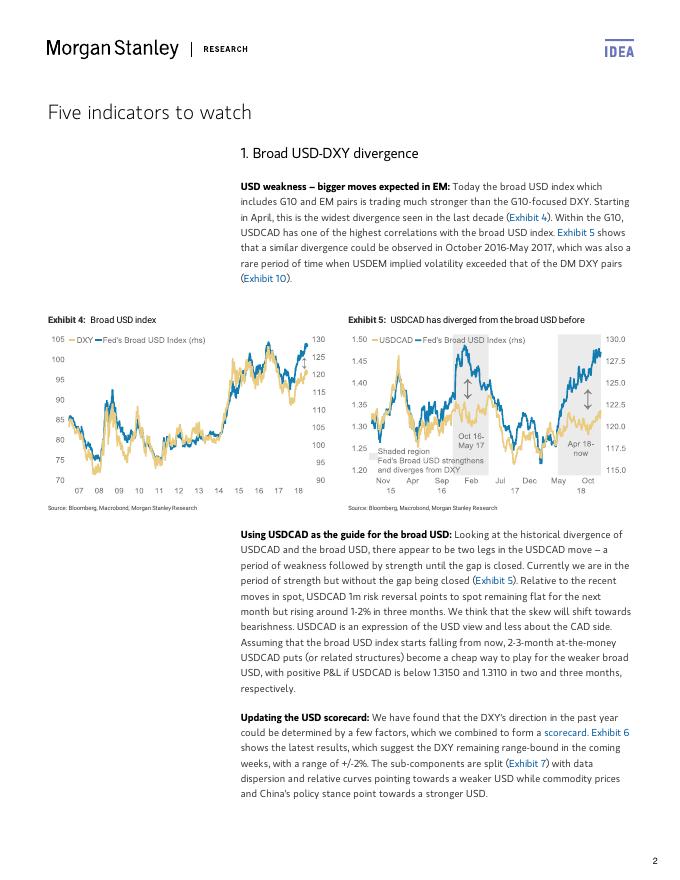 Morgan Stanley | RESEARCH
IDEA
Five indicators to watch
1. Broad USD-DXY divergence
USD weakness – bigger moves expected in EM: Today the broad USD index which
includes G10 and EM pairs is trading much stronger than the G10-focused DXY. Starting
in April, this is the widest divergence seen in the last decade (Exhibit 4). Within the G10,
USDCAD has one of the highest correlations with the broad USD index. Exhibit 5 shows
that a similar divergence could be observed in October 2016-May 2017, which was also a
rare period of time when USDEM implied volatility exceeded that of the DM DXY pairs
(Exhibit 10).
Exhibit 4: Broad USD index
105 DXY Fed's Broad USD Index (rhs) 130
100 125
95 120
90 115
85 110
80 105
75 100
70 95
90
07 08 09 10 11 12 13 14 15 16 17 18
Source: Bloomberg, Macrobond, Morgan Stanley Research
Exhibit 5: USDCAD has diverged from the broad USD before
1.50 USDCAD Fed's Broad USD Index (rhs) 130.0
1.45 127.5
1.40 125.0
1.35 122.5
1.30 120.0
1.25 117.5
1.20 115.0
Oct 16-
May 17
Apr 18-
now
Shaded region
Fed's Broad USD strengthens
and diverges from DXY
Nov Apr Sep Feb Jul Dec May Oct
15 16 17 18
Source: Bloomberg, Macrobond, Morgan Stanley Research
Using USDCAD as the guide for the broad USD: Looking at the historical divergence of
USDCAD and the broad USD, there appear to be two legs in the USDCAD move – a
period of weakness followed by strength until the gap is closed. Currently we are in the
period of strength but without the gap being closed (Exhibit 5). Relative to the recent
moves in spot, USDCAD 1m risk reversal points to spot remaining flat for the next
month but rising around 1-2% in three months. We think that the skew will shift towards
bearishness. USDCAD is an expression of the USD view and less about the CAD side.
Assuming that the broad USD index starts falling from now, 2-3-month at-the-money
USDCAD puts (or related structures) become a cheap way to play for the weaker broad
USD, with positive P&L if USDCAD is below 1.3150 and 1.3110 in two and three months,
respectively.
Updating the USD scorecard: We have found that the DXY's direction in the past year
could be determined by a few factors, which we combined to form a scorecard. Exhibit 6
shows the latest results, which suggest the DXY remaining range-bound in the coming
weeks, with a range of +/-2%. The sub-components are split (Exhibit 7) with data
dispersion and relative curves pointing towards a weaker USD while commodity prices
and China's policy stance point towards a stronger USD.
2